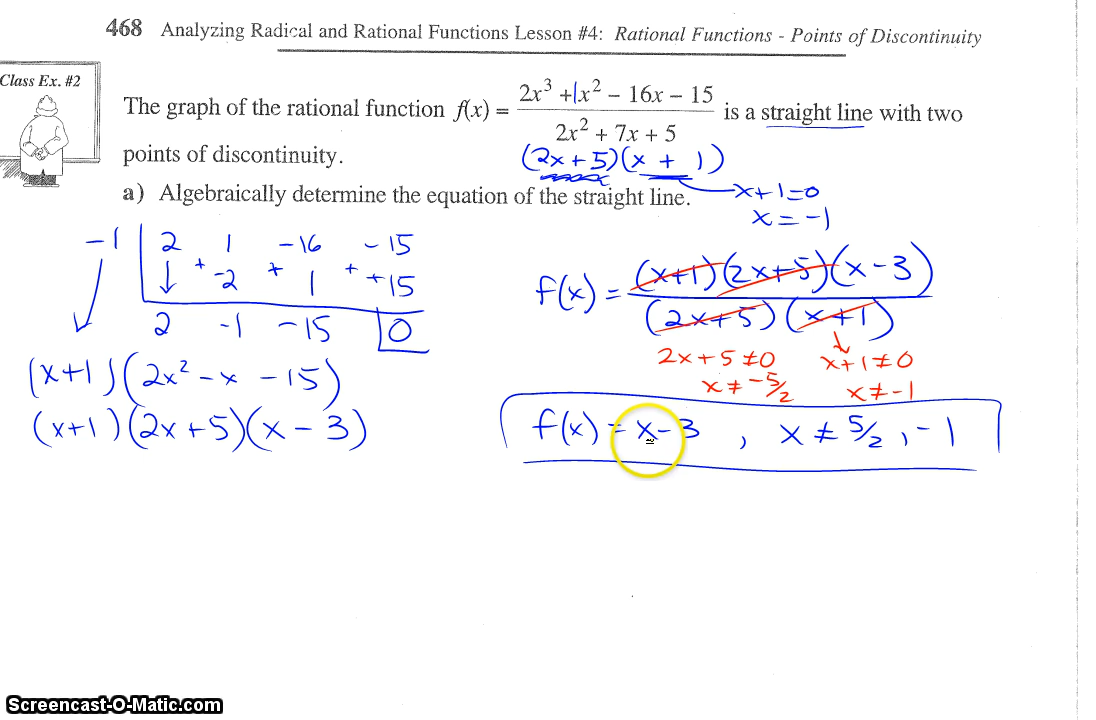 468 Analyzing Radical and Rational Functions Lesson #4: Rational Functions - Points of Discontinuity
Class Ex. #2
The graph of the rational function f(x) = (2x³ + 1x² − 16x − 15)/(2x² + 7x + 5) is a straight line with two
points of discontinuity.
(2x+5)(x + 1)
a) Algebraically determine the equation of the straight line.
x+1=0
x = -1
-1 | 2 1 -16 -15
↓ + -2 + 1 + +15
2 -1 -15 0
(x+1)(2x² - x - 15)
(x+1)(2x+5)(x - 3)
f(x) = (x+1)(2x+5)(x-3)
(2x+5)(x+1)
2x+5≠0 x+1≠0
x≠-5/2 x≠-1
f(x) = x-3 , x ≠ 5/2, -1
Screencast-O-Matic.com